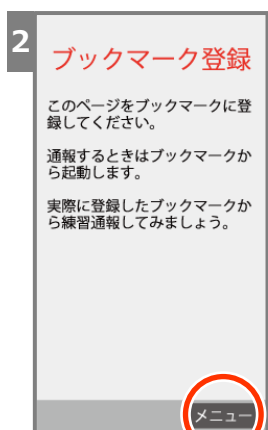 2
ブックマーク登録
このページをブックマークに登
録してください。
通報するときはブックマークか
ら起動します。
実際に登録したブックマークか
ら練習通報してみましょう。
メニュー